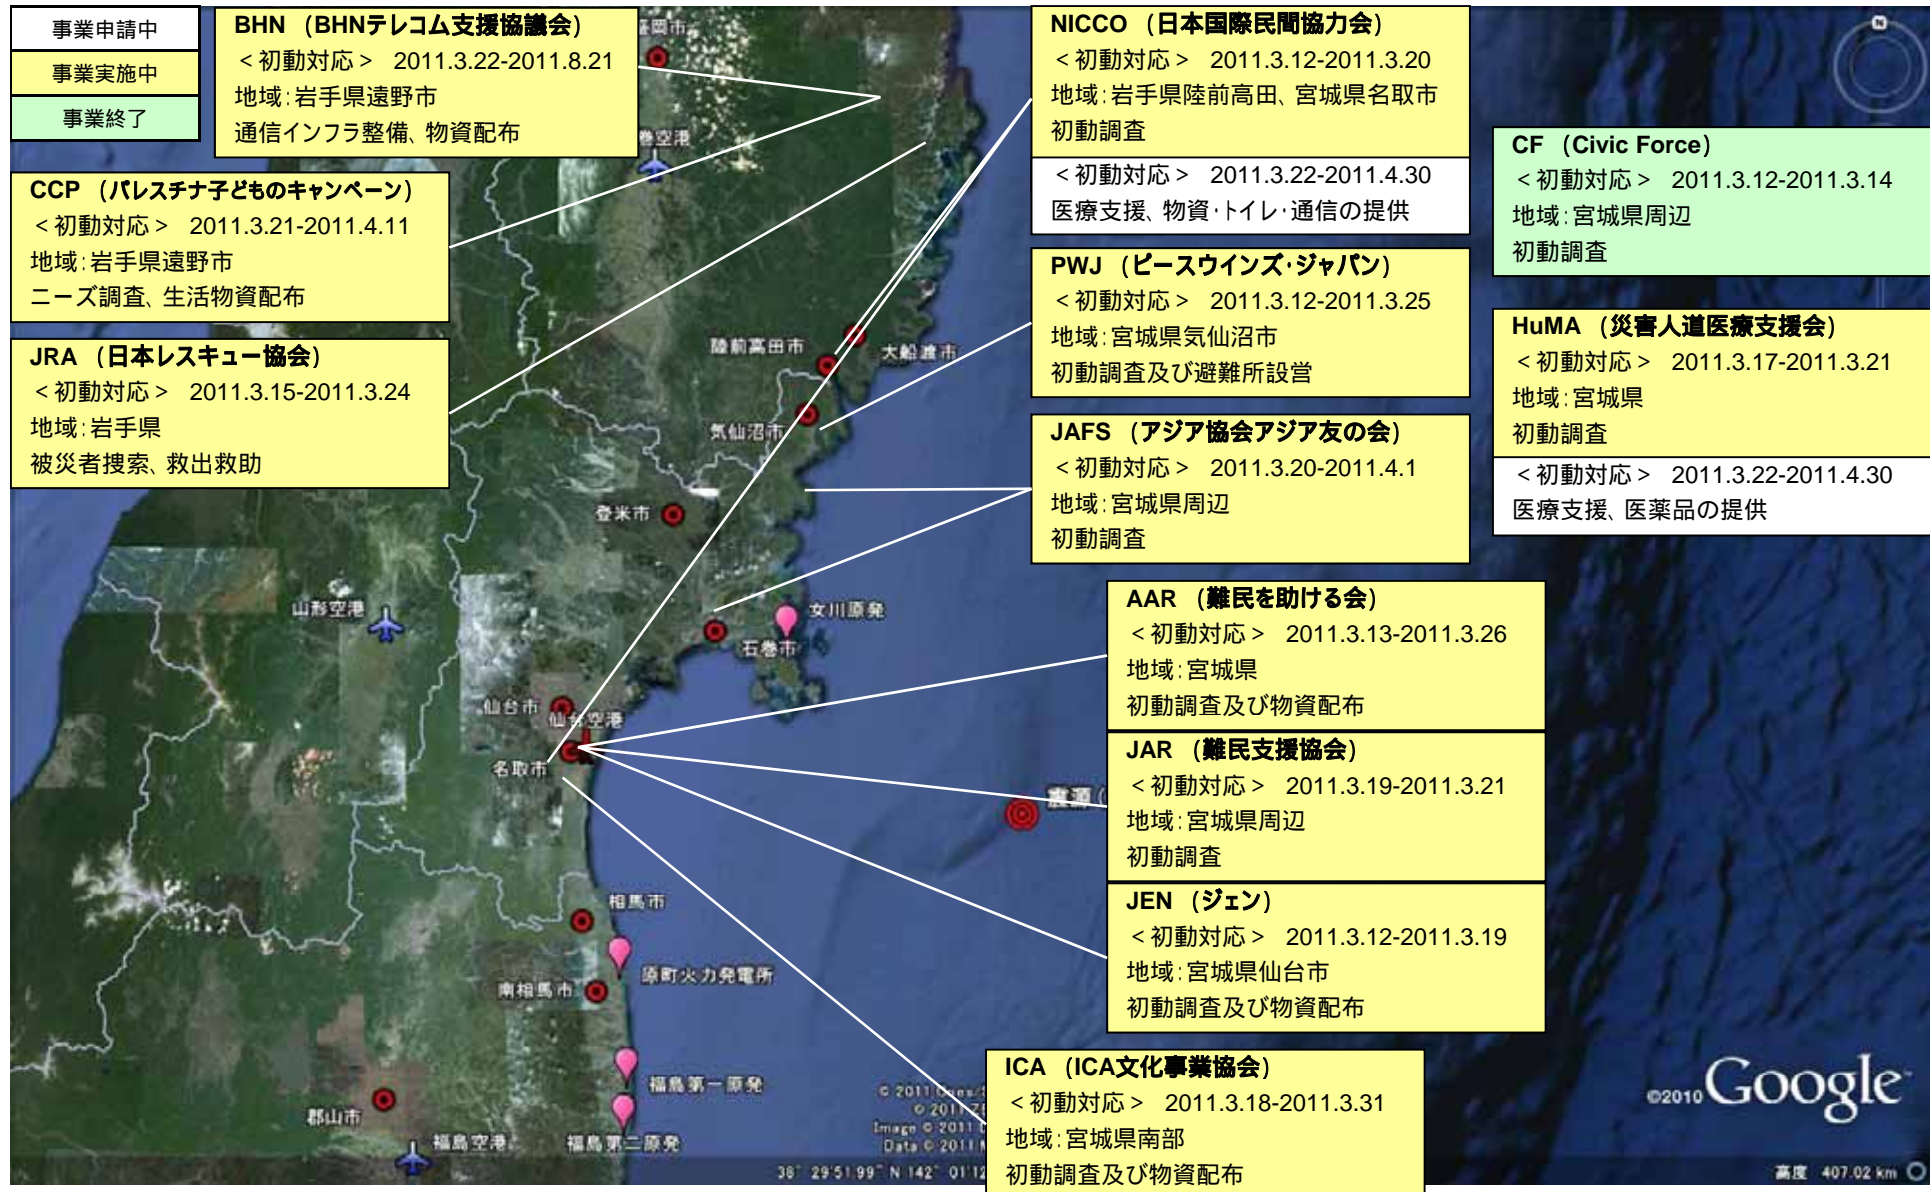 事業申請中
事業実施中
事業終了
BHN （BHNテレコム支援協議会）
＜初動対応＞ 2011.3.22-2011.8.21
地域:岩手県遠野市
通信インフラ整備、物資配布
CCP （パレスチナ子どものキャンペーン）
＜初動対応＞ 2011.3.21-2011.4.11
地域:岩手県遠野市
ニーズ調査、生活物資配布
JRA （日本レスキュー協会）
＜初動対応＞ 2011.3.15-2011.3.24
地域:岩手県
被災者捜索、救出救助
NICCO （日本国際民間協力会）
＜初動対応＞ 2011.3.12-2011.3.20
地域:岩手県陸前高田、宮城県名取市
初動調査
＜初動対応＞ 2011.3.22-2011.4.30
医療支援、物資・トイレ・通信の提供
PWJ （ピースウインズ・ジャパン）
＜初動対応＞ 2011.3.12-2011.3.25
地域:宮城県気仙沼市
初動調査及び避難所設営
JAFS （アジア協会アジア友の会）
＜初動対応＞ 2011.3.20-2011.4.1
地域:宮城県周辺
初動調査
CF （Civic Force）
＜初動対応＞ 2011.3.12-2011.3.14
地域:宮城県周辺
初動調査
HuMA （災害人道医療支援会）
＜初動対応＞ 2011.3.17-2011.3.21
地域:宮城県
初動調査
＜初動対応＞ 2011.3.22-2011.4.30
医療支援、医薬品の提供
AAR （難民を助ける会）
＜初動対応＞ 2011.3.13-2011.3.26
地域:宮城県
初動調査及び物資配布
JAR （難民支援協会）
＜初動対応＞ 2011.3.19-2011.3.21
地域:宮城県周辺
初動調査
JEN （ジェン）
＜初動対応＞ 2011.3.12-2011.3.19
地域:宮城県仙台市
初動調査及び物資配布
ICA （ICA文化事業協会）
＜初動対応＞ 2011.3.18-2011.3.31
地域:宮城県南部
初動調査及び物資配布
岡市
巻空港
陸前高田市
大船渡市
気仙沼市
登米市
山形空港
女川原発
石巻市
仙台市
仙台空港
名取市
震源（
相馬市
原町火力発電所
南相馬市
福島第一原発
郡山市
福島空港
福島第二原発
N
© 2011
© 2011
Image © 2011
Data © 2011
38° 29'51.99" N 142° 01'12
©2010 Google
高度 407.02 km